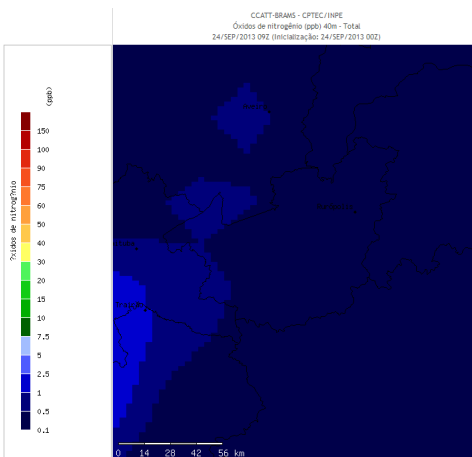 CCATT-BRAMS - CPTEC/INPE
Óxidos de nitrogênio (ppb) 40m - Total
24/SEP/2013 09Z (Inicialização: 24/SEP/2013 00Z)
(ppb)
?xidos de nitrog?nio
150
100
90
75
60
50
40
30
20
15
10
7.5
5
2.5
1
0.5
0.1
0 14 28 42 56 km